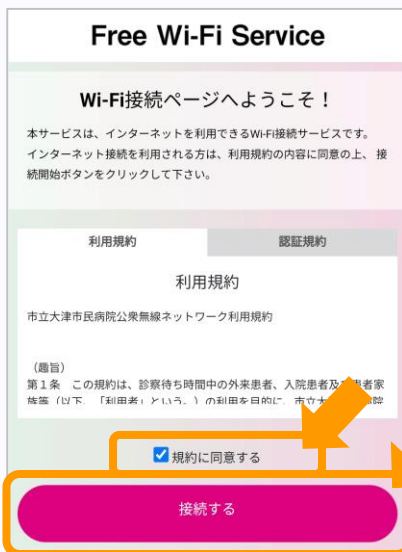 Free Wi-Fi Service
Wi-Fi接続ページへようこそ！
本サービスは、インターネットを利用できるWi-Fi接続サービスです。
インターネット接続を利用される方は、利用規約の内容に同意の上、 接
続開始ボタンをクリックして下さい。
利用規約 認証規約
利用規約
市立大津市民病院公衆無線ネットワーク利用規約
（趣旨）
第１条　この規約は、診察待ち時間中の外来患者、入院患者及び患者家
族等（以下、「利用者」という。）の利用を目的に、市立大
規約に同意する
接続する